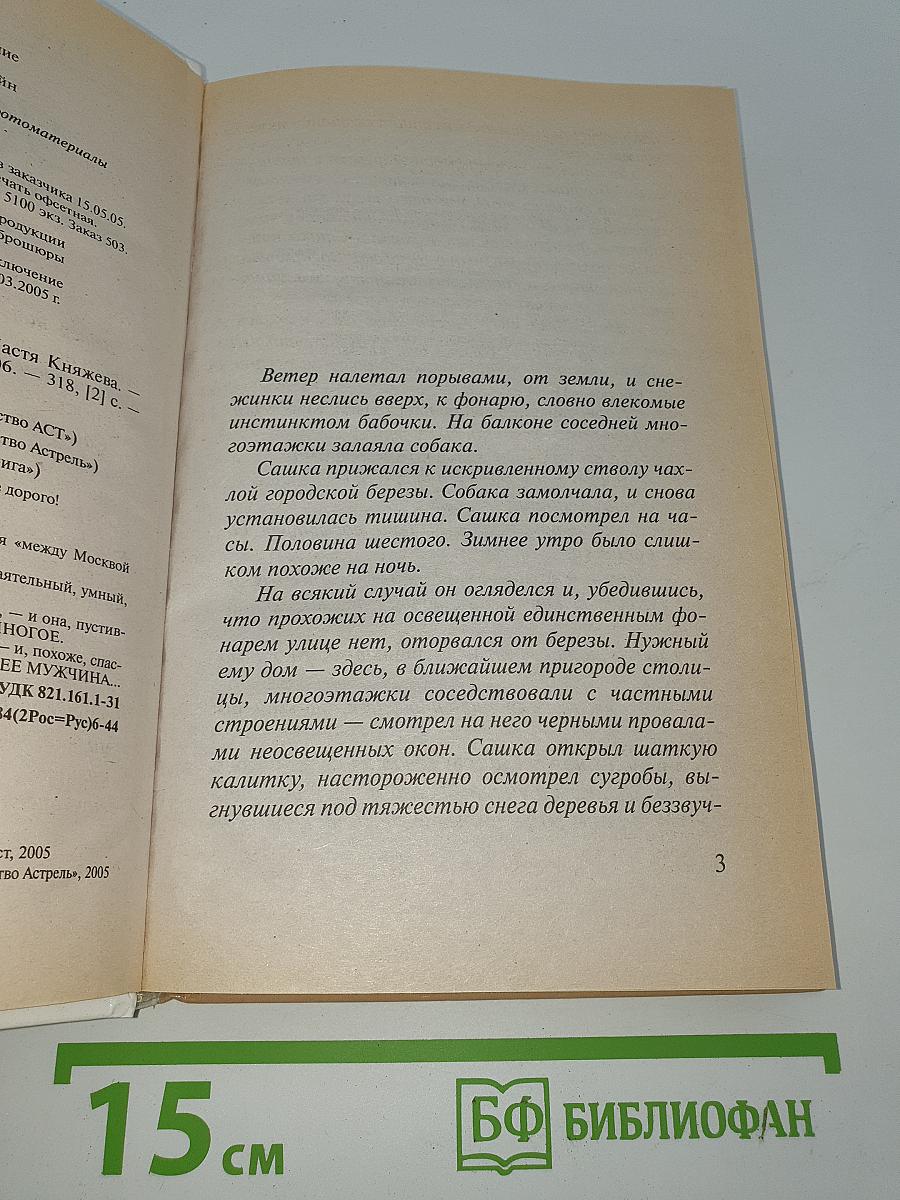 ние
йн
отоматериалы
в заказчика 15.05.05.
чать офсетная.
5100 экз. Заказ 503.
родукции
брошюры
ключение
03.2005 г.
Настя Княжева. —
06. — 318, [2] с. —
ство АСТ»)
тво Астрель»)
ига»)
дорого!
я «между Москвой
аятельный, умный,
, — и она, пустив-
МНОГОЕ.
— и, похоже, спас-
ЕЕ МУЖЧИНА...
УДК 821.161.1-31
84(2Рос=Рус)6-44
ст, 2005
тво Астрель», 2005
Ветер налетал порывами, от земли, и сне-
жинки неслись вверх, к фонарю, словно влекомые
инстинктом бабочки. На балконе соседней мно-
гоэтажки залаяла собака.
Сашка прижался к искривленному стволу чах-
лой городской березы. Собака замолчала, и снова
установилась тишина. Сашка посмотрел на ча-
сы. Половина шестого. Зимнее утро было слиш-
ком похоже на ночь.
На всякий случай он огляделся и, убедившись,
что прохожих на освещенной единственным фо-
нарем улице нет, оторвался от березы. Нужный
ему дом — здесь, в ближайшем пригороде столи-
цы, многоэтажки соседствовали с частными
строениями — смотрел на него черными провала-
ми неосвещенных окон. Сашка открыл шаткую
калитку, настороженно осмотрел сугробы, вы-
гнувшиеся под тяжестью снега деревья и беззвуч-
3
15 см
БФ БИБЛИОФАН